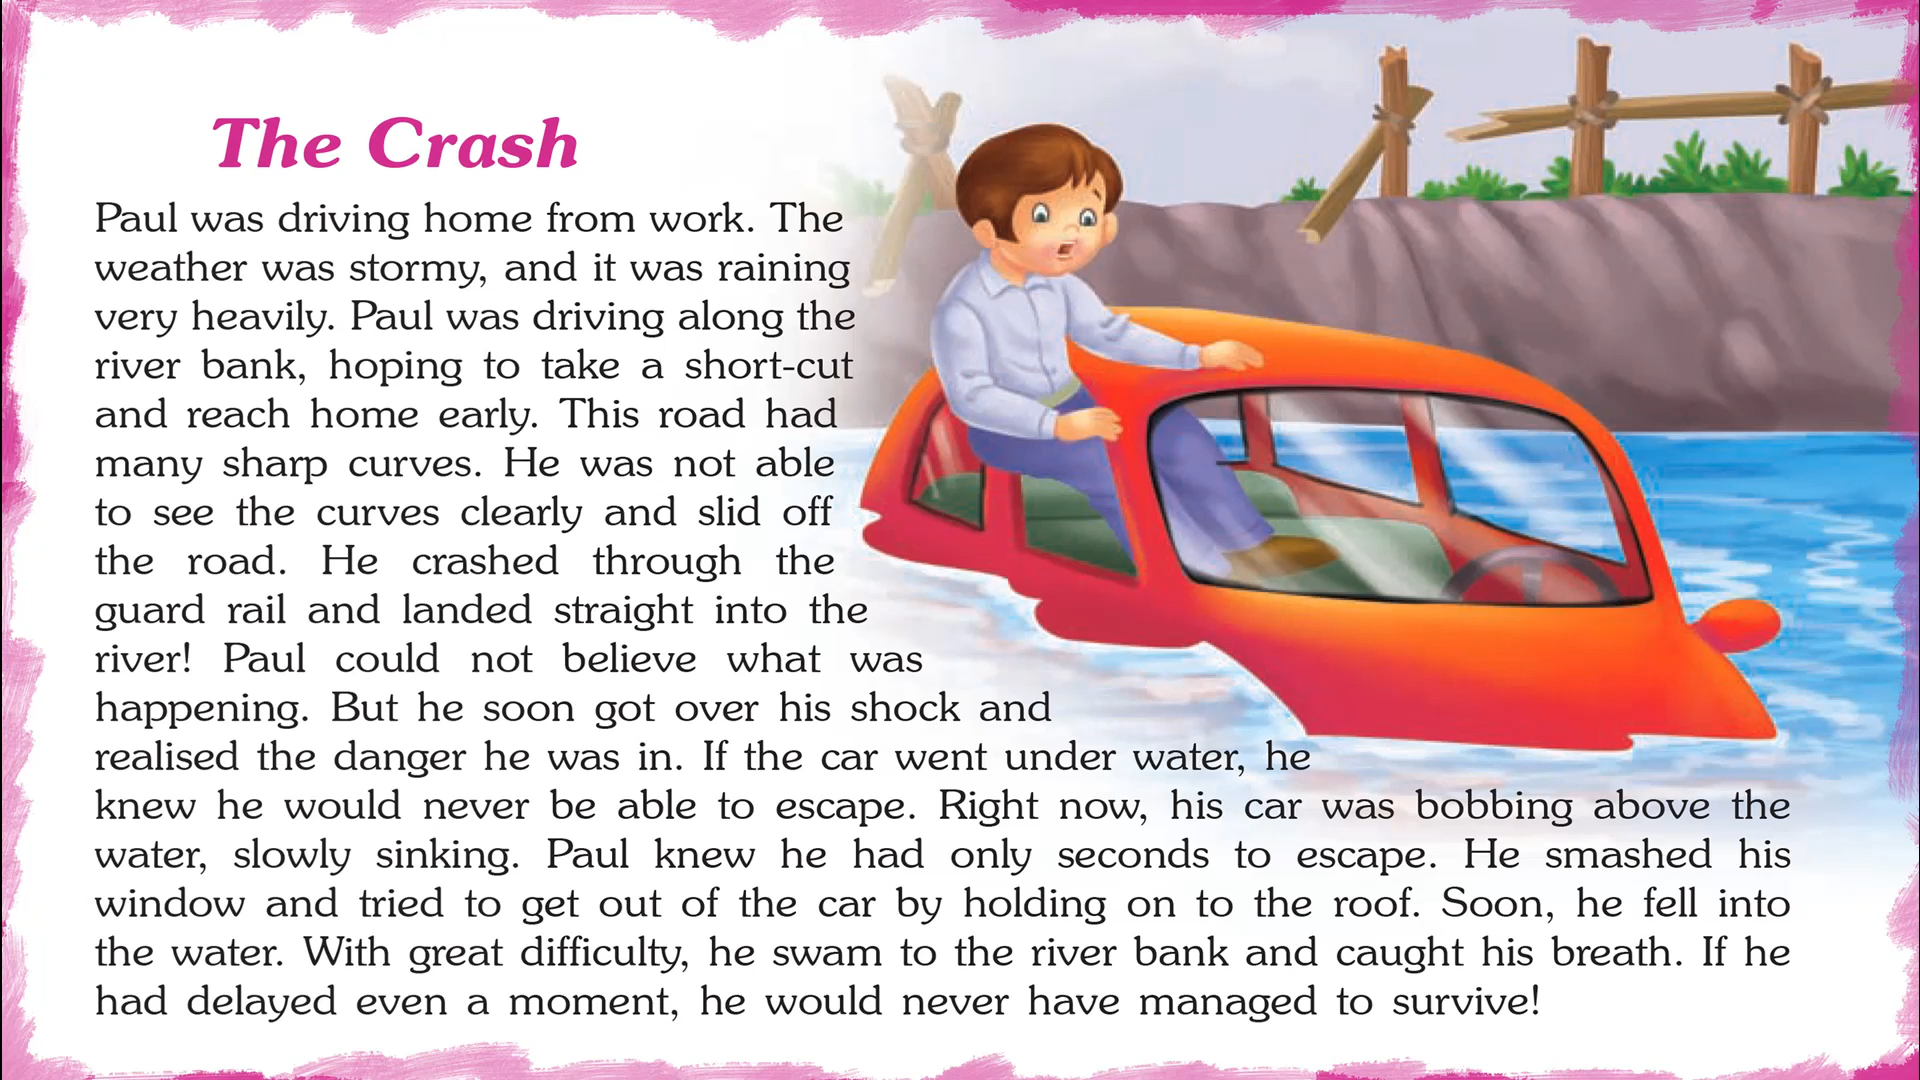 The Crash
Paul was driving home from work. The
weather was stormy, and it was raining
very heavily. Paul was driving along the
river bank, hoping to take a short-cut
and reach home early. This road had
many sharp curves. He was not able
to see the curves clearly and slid off
the road. He crashed through the
guard rail and landed straight into the
river! Paul could not believe what was
happening. But he soon got over his shock and
realised the danger he was in. If the car went under water, he
knew he would never be able to escape. Right now, his car was bobbing above the
water, slowly sinking. Paul knew he had only seconds to escape. He smashed his
window and tried to get out of the car by holding on to the roof. Soon, he fell into
the water. With great difficulty, he swam to the river bank and caught his breath. If he
had delayed even a moment, he would never have managed to survive!